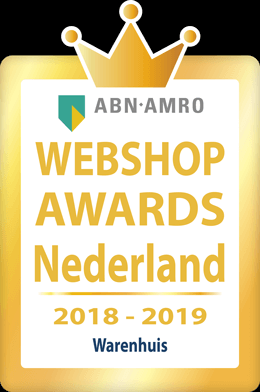 ABN·AMRO
WEBSHOP
AWARDS
Nederland
2018 - 2019
Warenhuis